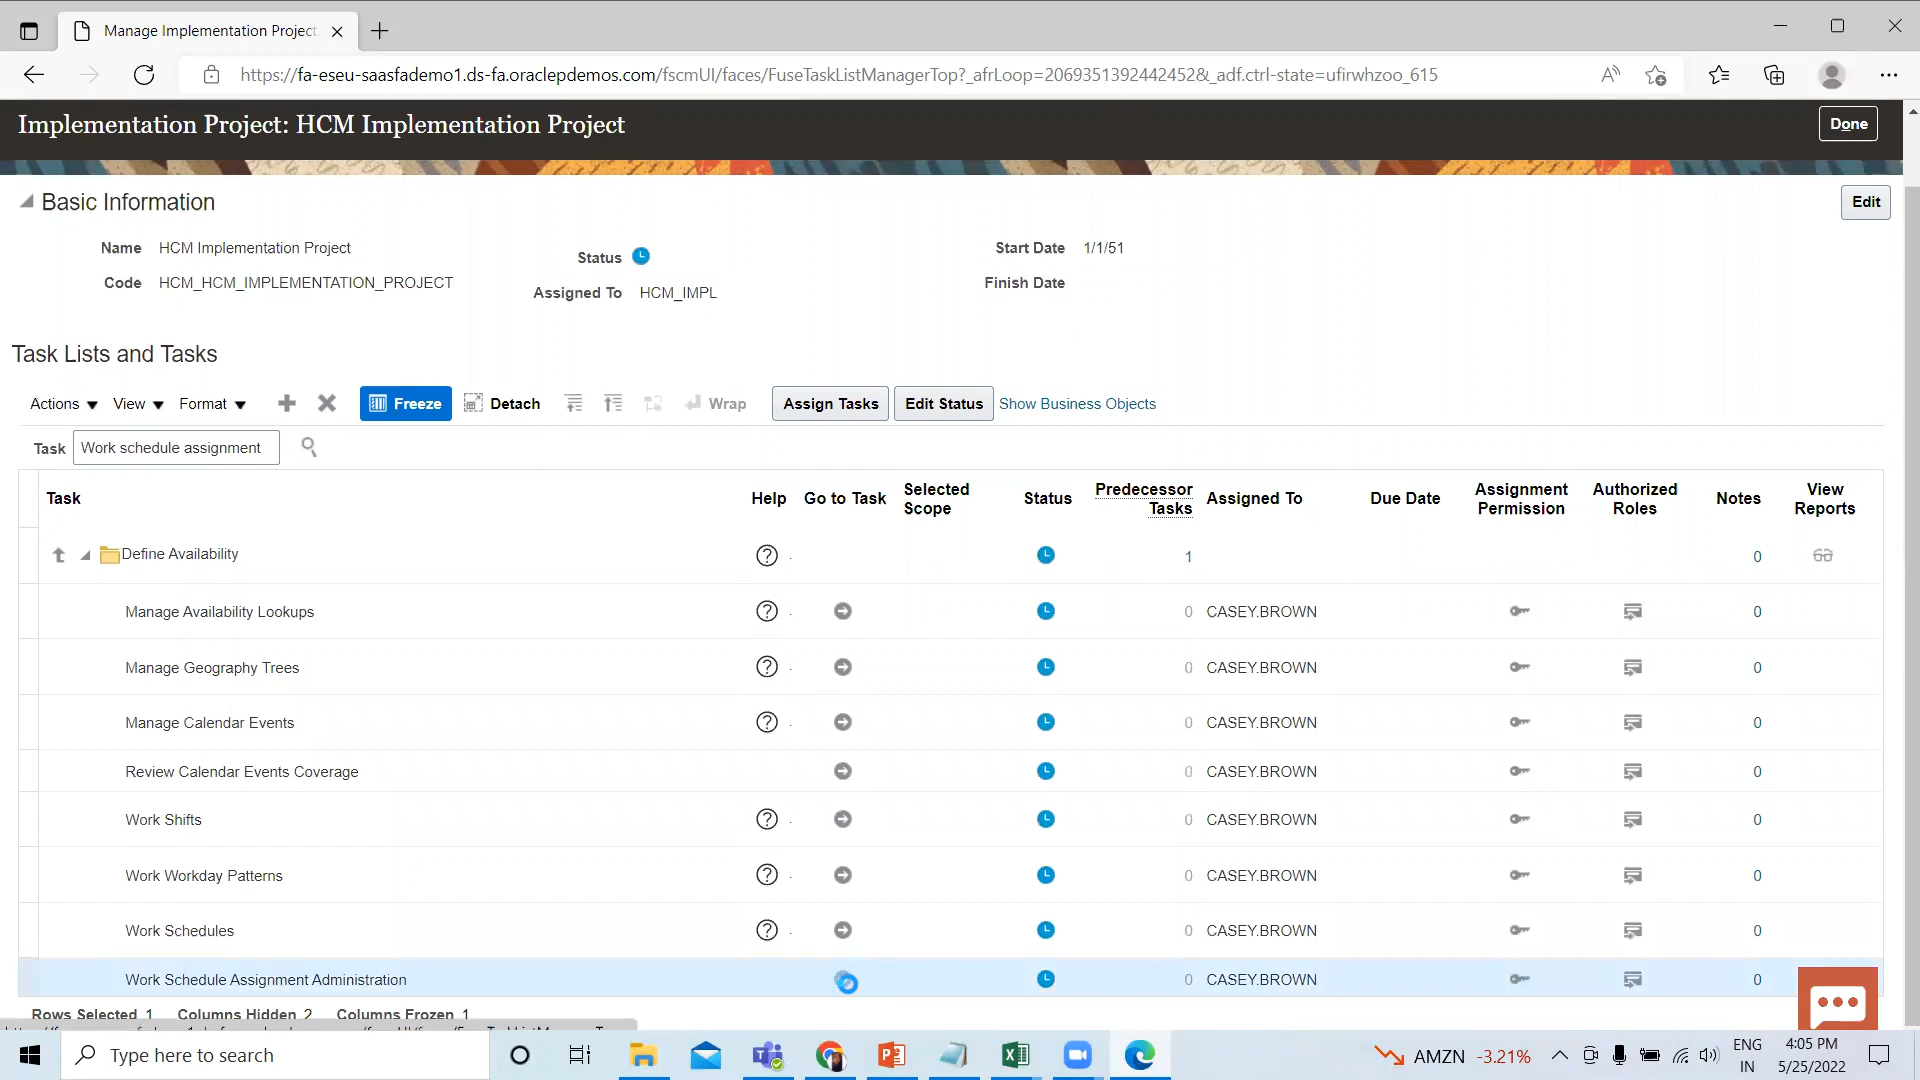 Manage Implementation Project
https://fa-eseu-saasfademo1.ds-fa.oraclepdemos.com/fscmUI/faces/FuseTaskListManagerTop?_afrLoop=2069351392442452&_adf.ctrl-state=ufirwhzoo_615
Implementation Project: HCM Implementation Project
Done
Basic Information
Edit
Name HCM Implementation Project
Status
Start Date 1/1/51
Code HCM_HCM_IMPLEMENTATION_PROJECT
Assigned To HCM_IMPL
Finish Date
Task Lists and Tasks
Actions View Format Freeze Detach Wrap Assign Tasks Edit Status Show Business Objects
Task Work schedule assignment
Task Help Go to Task Selected Scope Status Predecessor Tasks Assigned To Due Date Assignment Permission Authorized Roles Notes View Reports
Define Availability 1 0
Manage Availability Lookups 0 CASEY.BROWN 0
Manage Geography Trees 0 CASEY.BROWN 0
Manage Calendar Events 0 CASEY.BROWN 0
Review Calendar Events Coverage 0 CASEY.BROWN 0
Work Shifts 0 CASEY.BROWN 0
Work Workday Patterns 0 CASEY.BROWN 0
Work Schedules 0 CASEY.BROWN 0
Work Schedule Assignment Administration 0 CASEY.BROWN 0
Rows Selected 1 Columns Hidden 2 Columns Frozen 1
Type here to search
AMZN -3.21%
ENG
IN
4:05 PM
5/25/2022